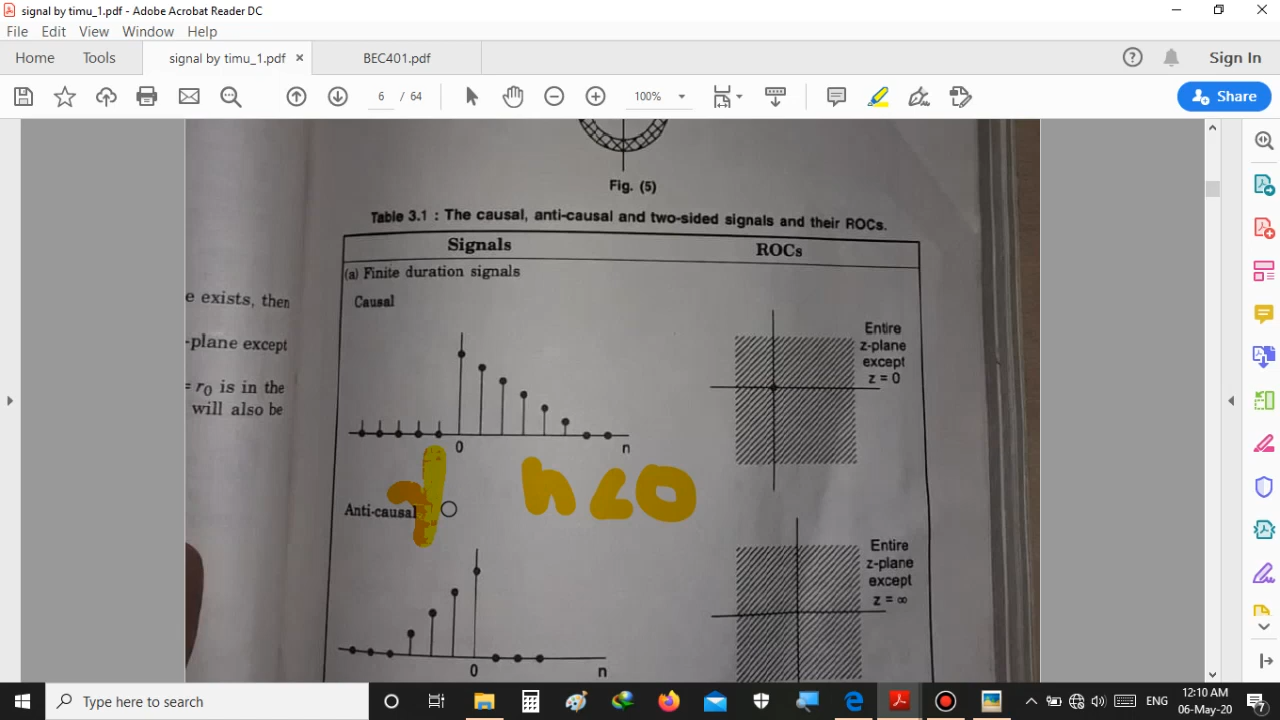 signal by timu_1.pdf - Adobe Acrobat Reader DC
File Edit View Window Help
Home Tools signal by timu_1.pdf × BEC401.pdf Sign In
6 / 64 100% Share
Fig. (5)
Table 3.1 : The causal, anti-causal and two-sided signals and their ROCs.
Signals ROCs
(a) Finite duration signals
Causal
e exists, then
-plane except
= r0 is in the
will also be
Entire
z-plane
except
z = 0
0 n
n<0
Anti-causal
Entire
z-plane
except
z = ∞
0 n
Type here to search
ENG 12:10 AM
06-May-20 7